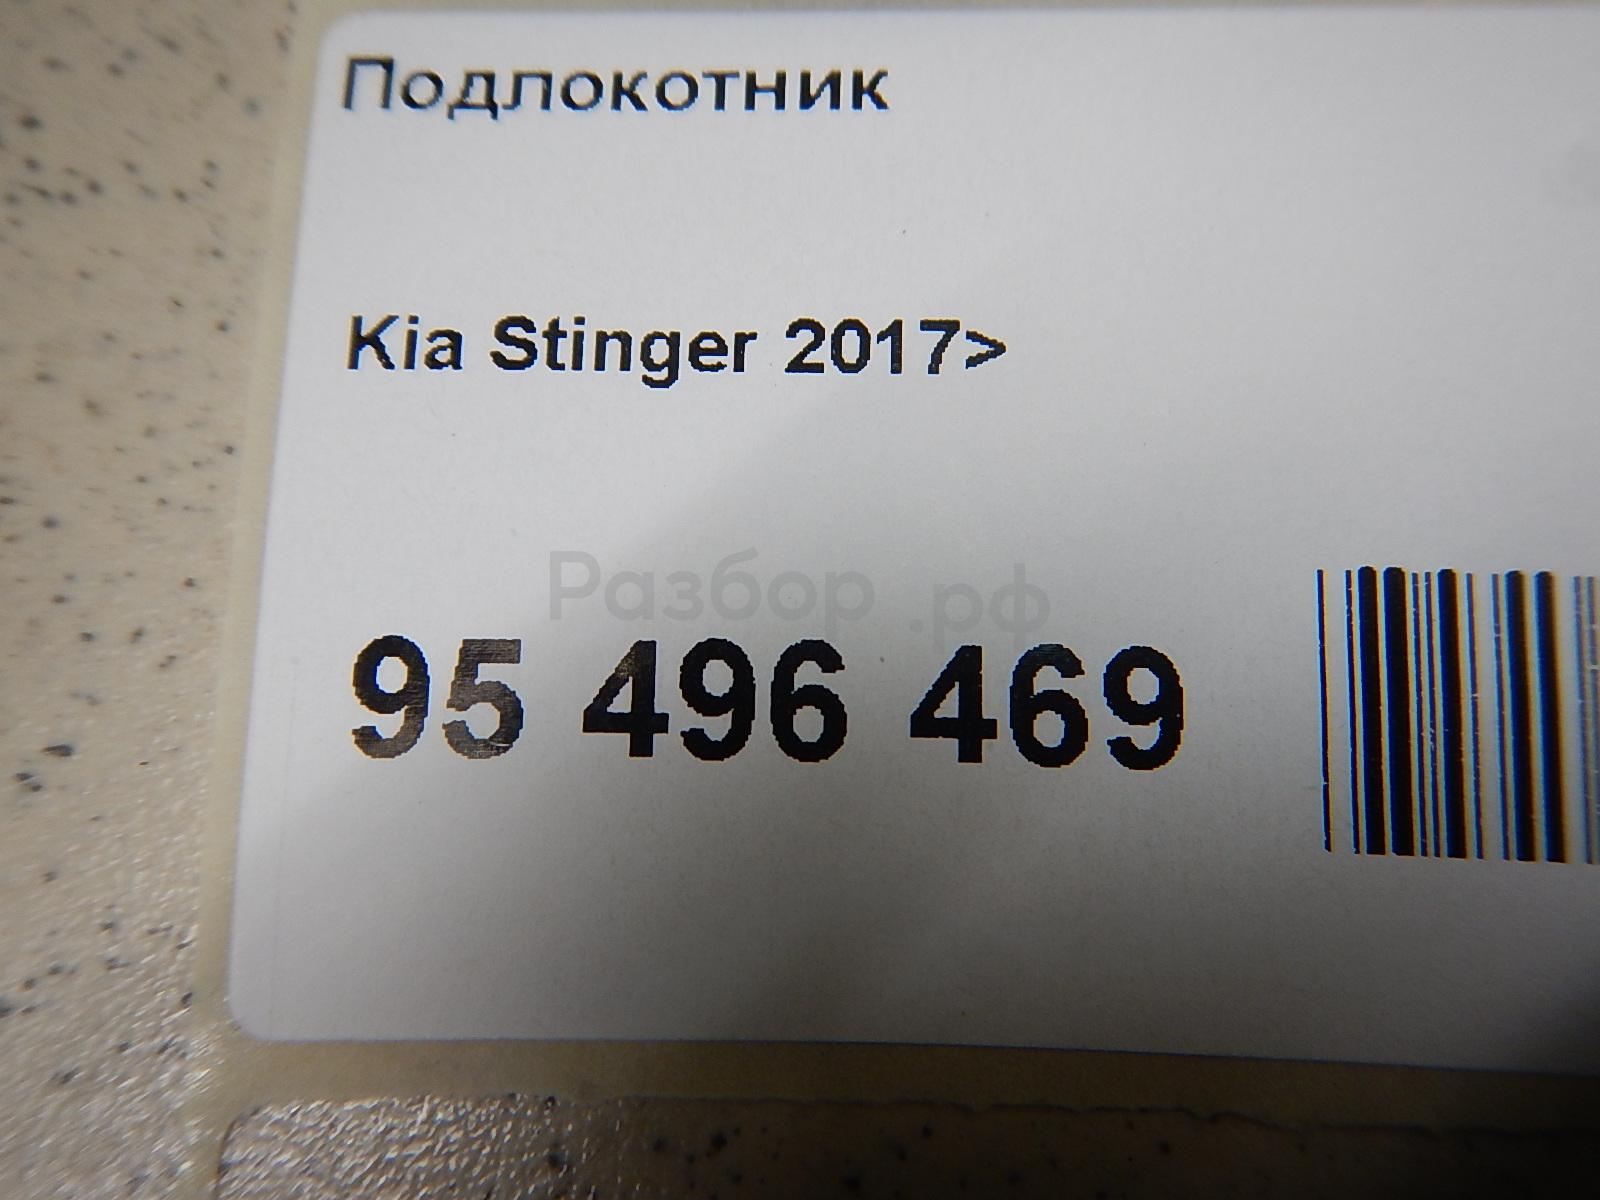 Подлокотник
Kia Stinger 2017>
Разбор.рф
95 496 469